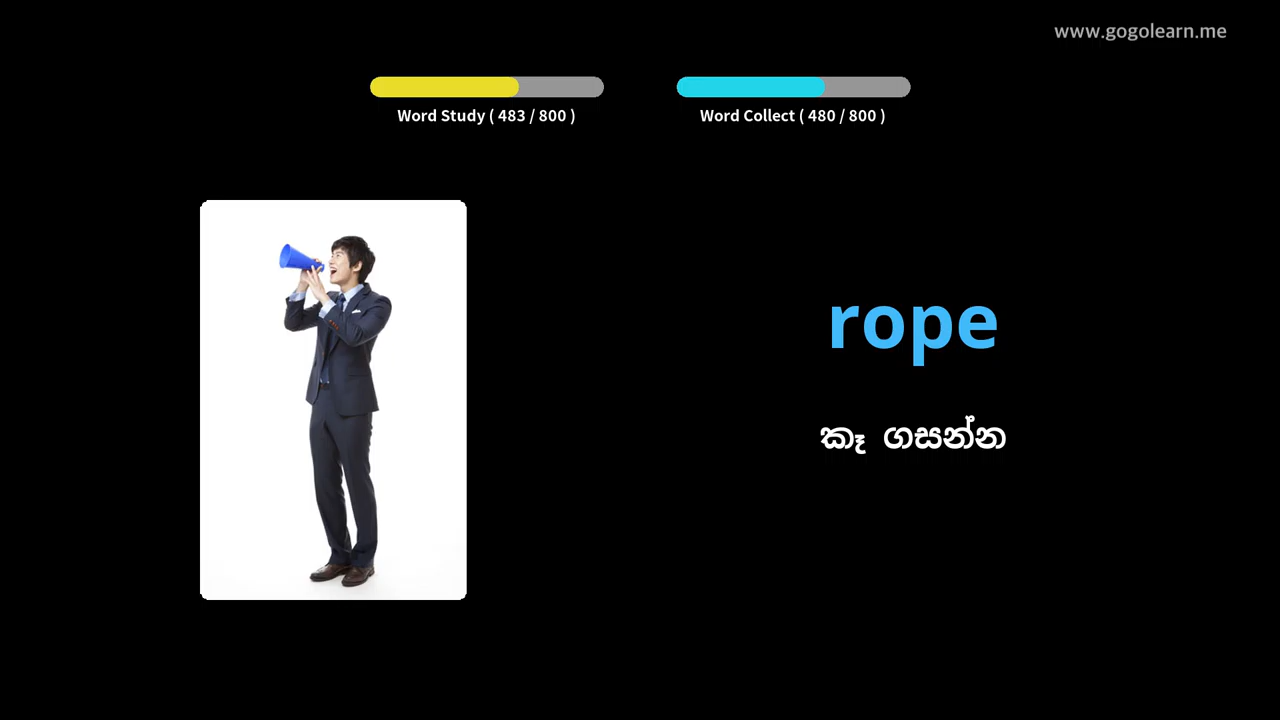 www.gogolearn.me
Word Study ( 483 / 800 )
Word Collect ( 480 / 800 )
rope
කෑ ගසන්න